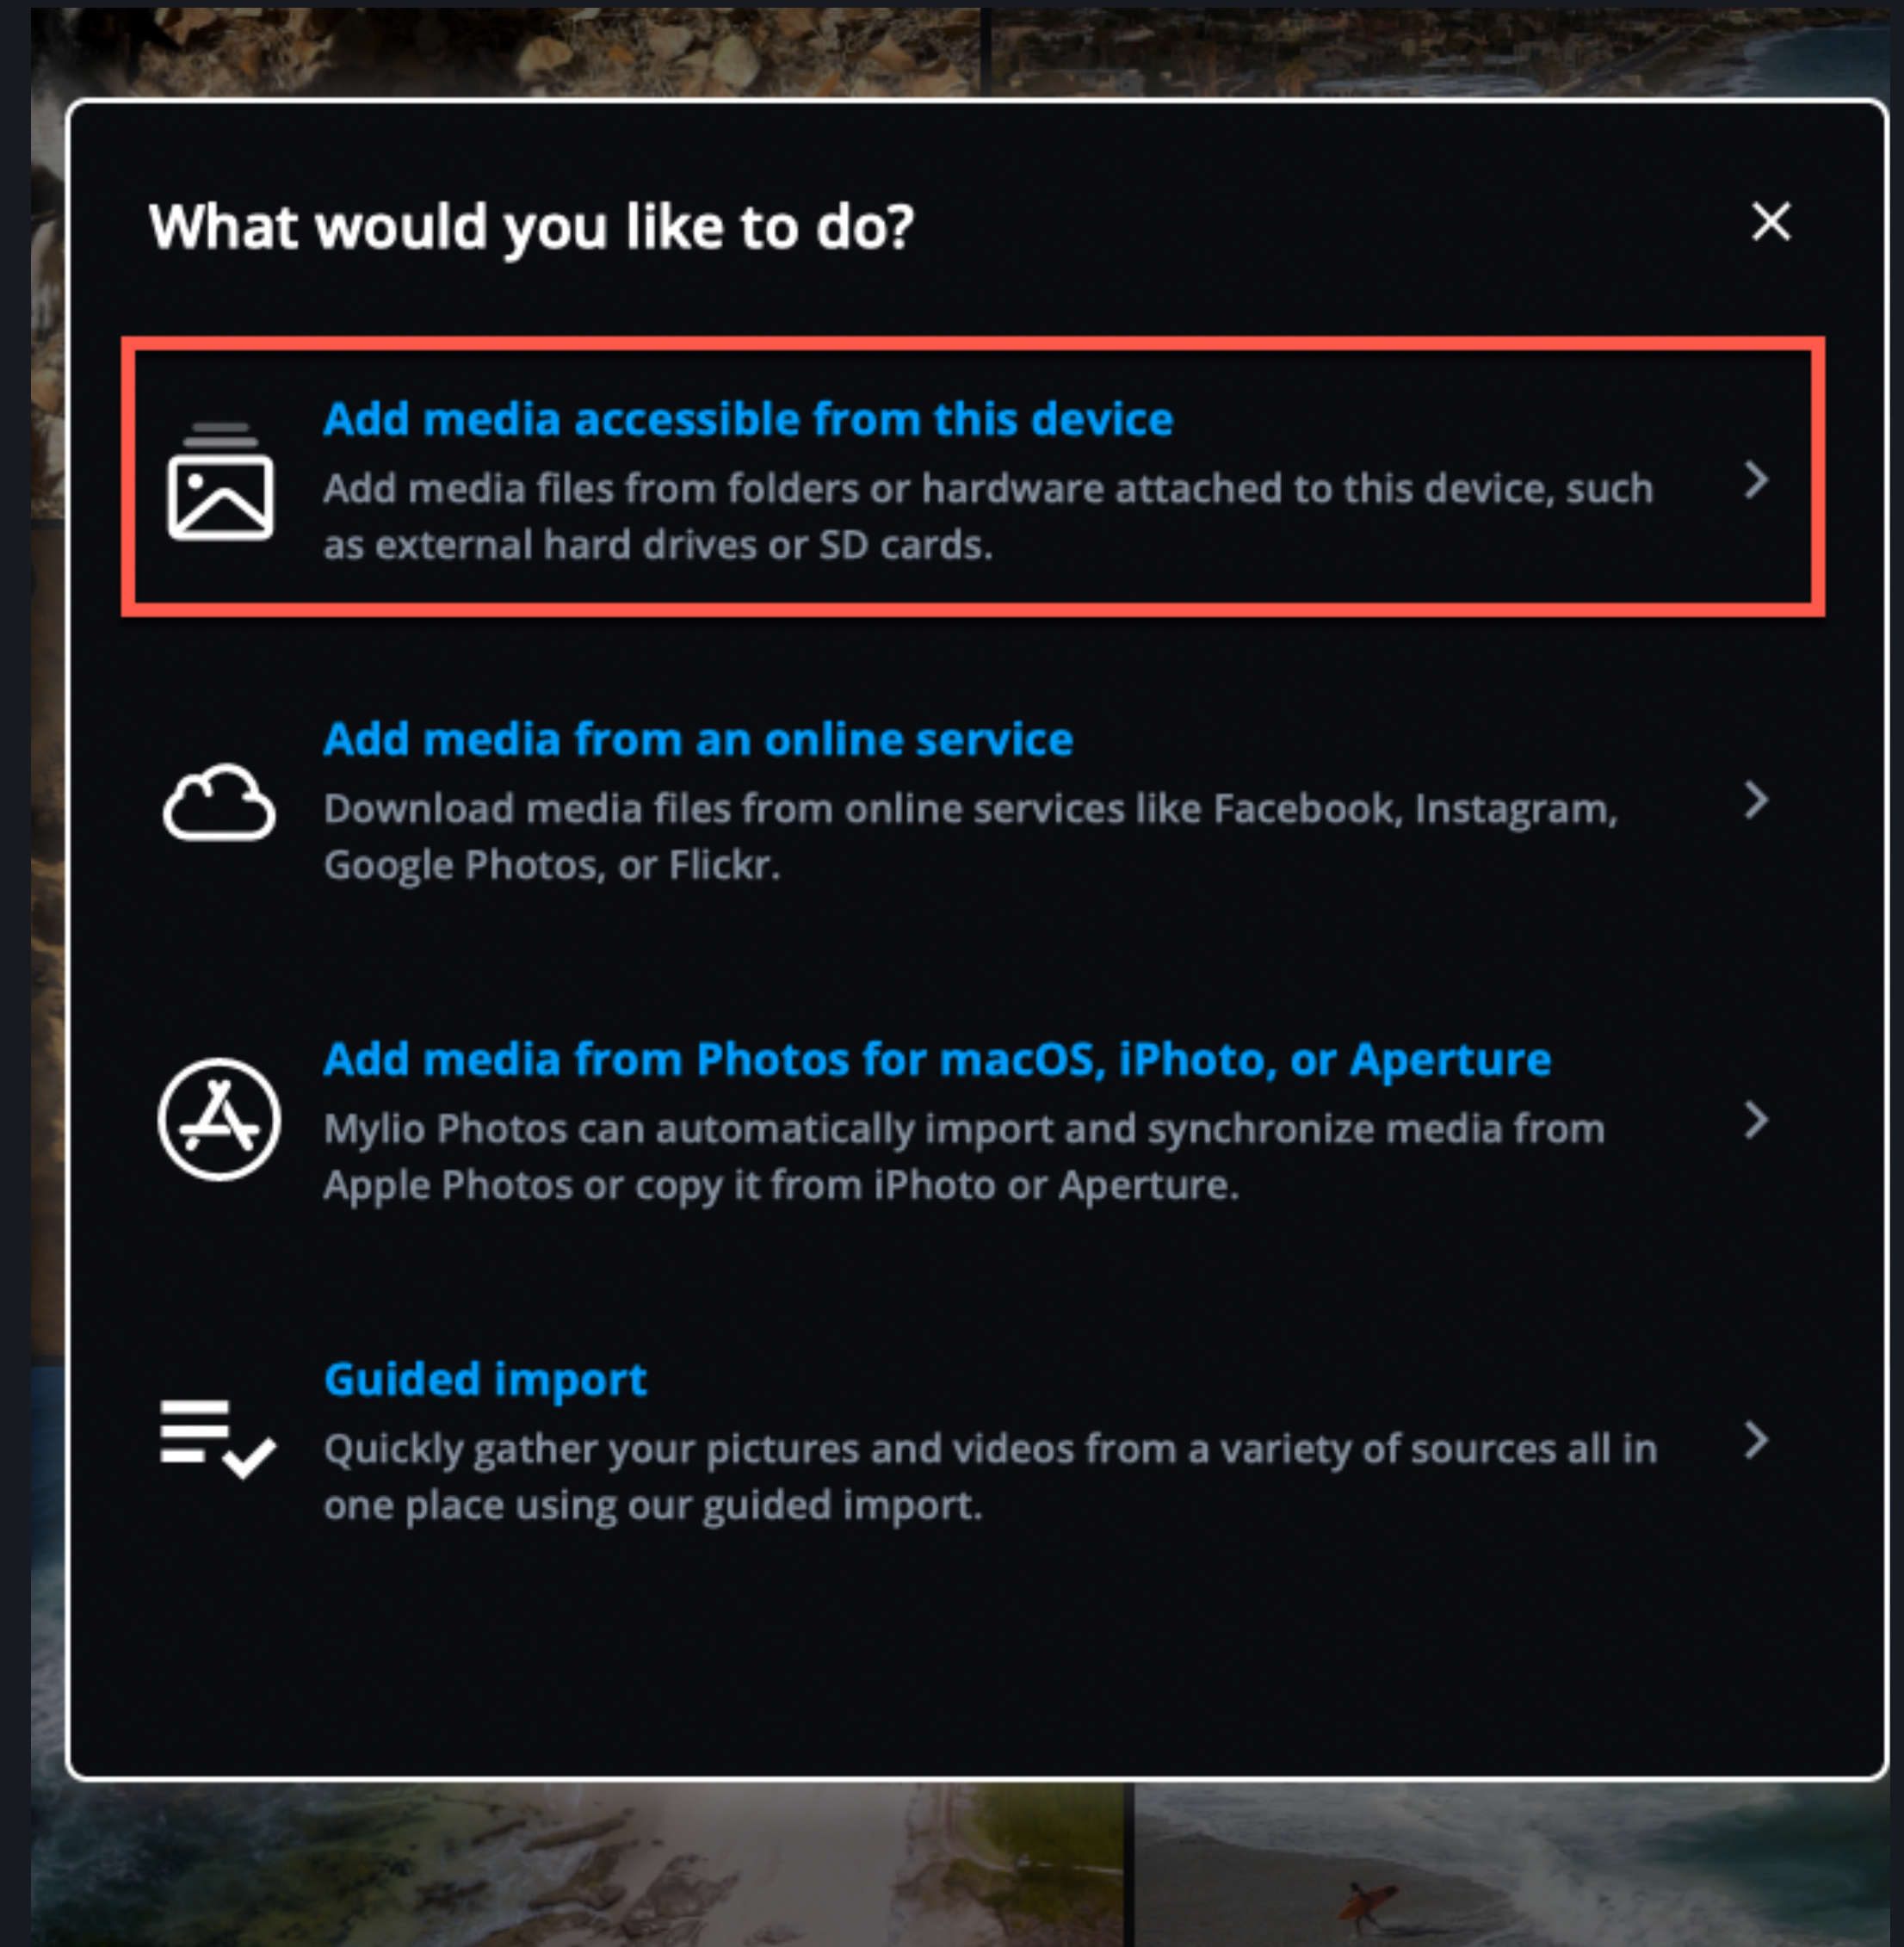 What would you like to do?
Add media accessible from this device
Add media files from folders or hardware attached to this device, such
as external hard drives or SD cards.
Add media from an online service
Download media files from online services like Facebook, Instagram,
Google Photos, or Flickr.
Add media from Photos for macOS, iPhoto, or Aperture
Mylio Photos can automatically import and synchronize media from
Apple Photos or copy it from iPhoto or Aperture.
Guided import
Quickly gather your pictures and videos from a variety of sources all in
one place using our guided import.